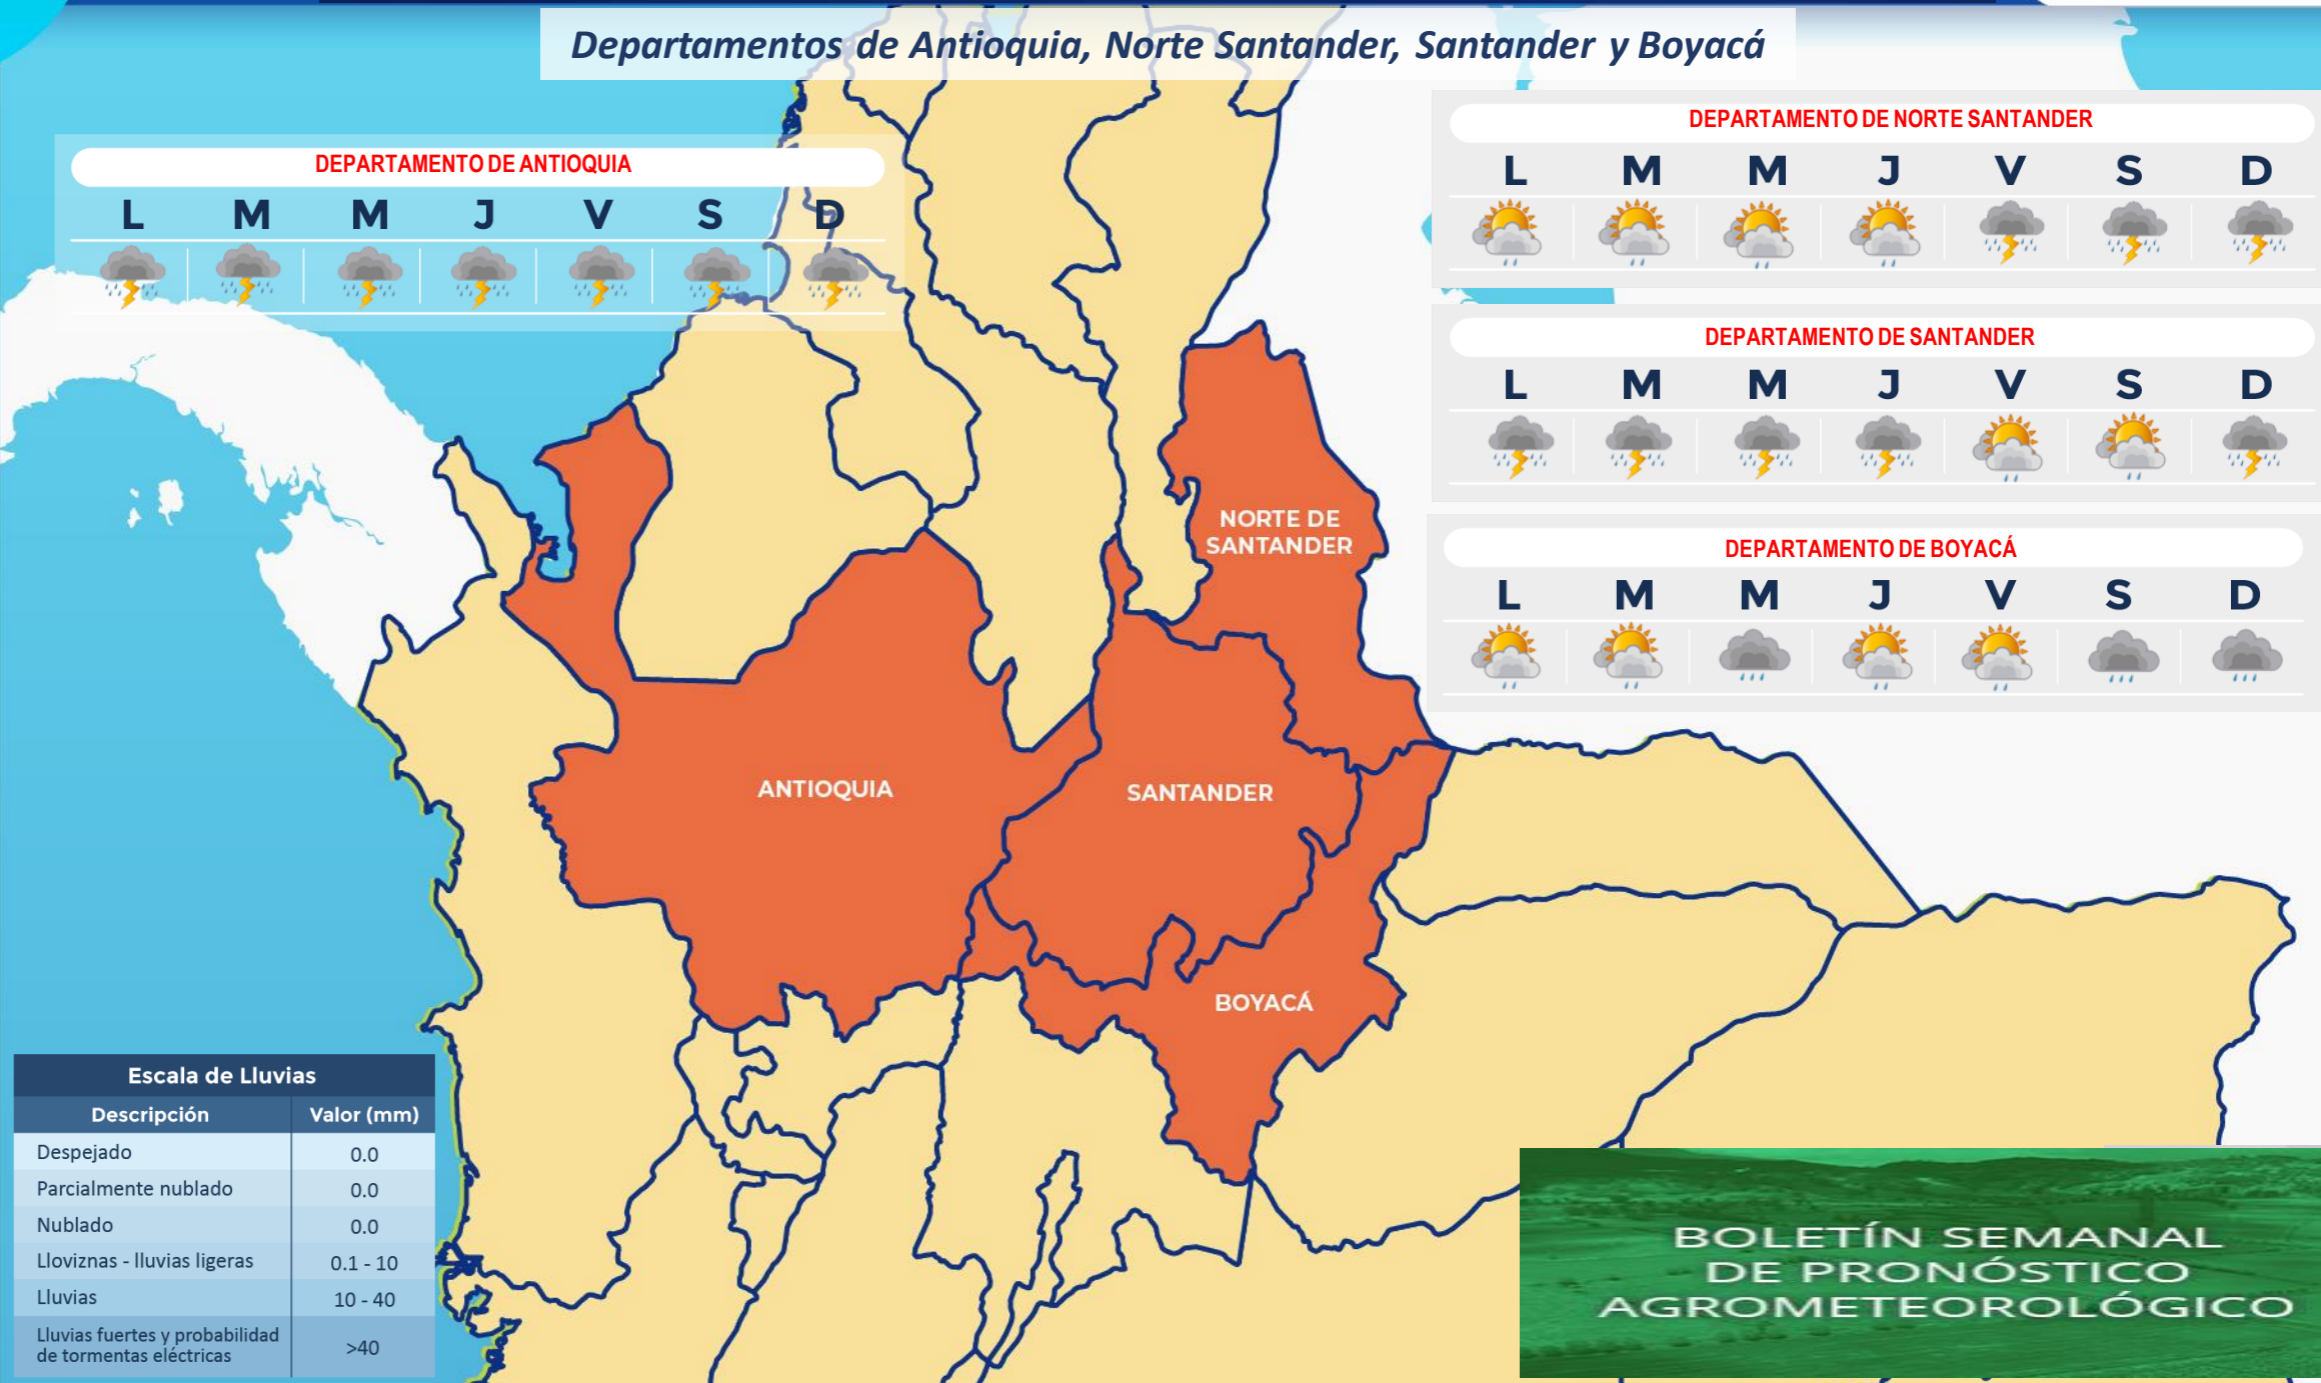 Departamentos de Antioquia, Norte Santander, Santander y Boyacá
DEPARTAMENTO DE ANTIOQUIA
L M M J V S D
DEPARTAMENTO DE NORTE SANTANDER
L M M J V S D
DEPARTAMENTO DE SANTANDER
L M M J V S D
DEPARTAMENTO DE BOYACÁ
L M M J V S D
NORTE DE
SANTANDER
ANTIOQUIA
SANTANDER
BOYACÁ
Escala de Lluvias
Descripción Valor (mm)
Despejado 0.0
Parcialmente nublado 0.0
Nublado 0.0
Lloviznas - lluvias ligeras 0.1 - 10
Lluvias 10 - 40
Lluvias fuertes y probabilidad
de tormentas eléctricas >40
BOLETÍN SEMANAL
DE PRONÓSTICO
AGROMETEOROLÓGICO